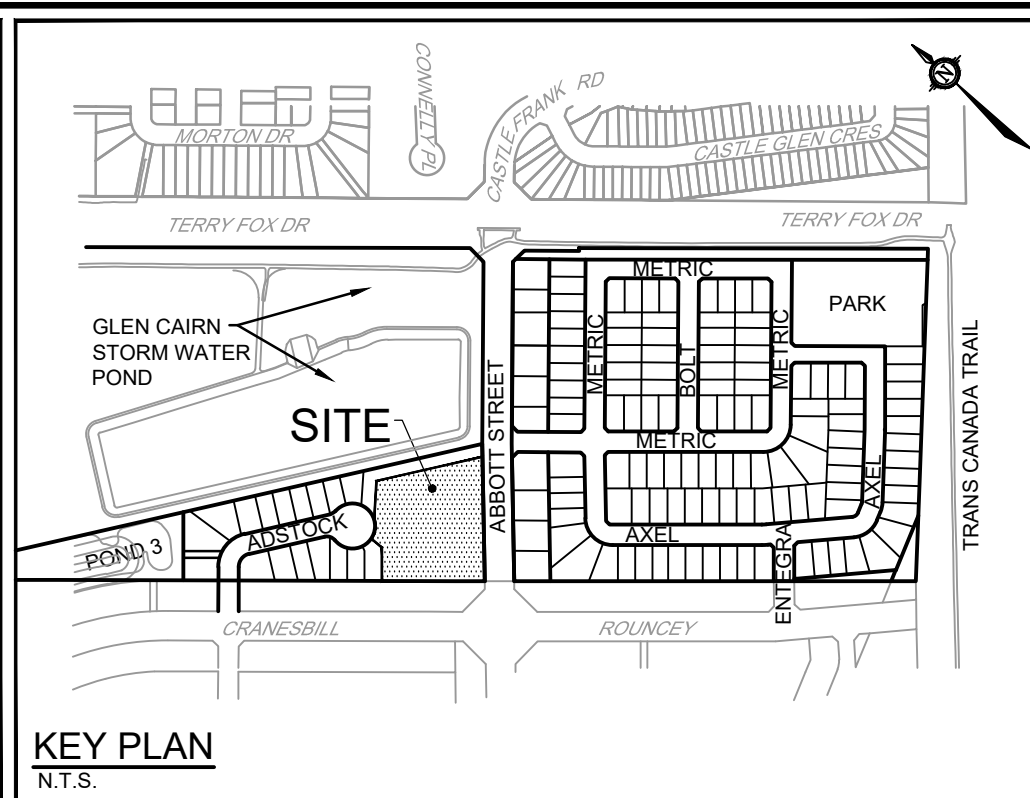 CONNELLY PL
CASTLE FRANK RD
N
MORTON DR
CASTLE GLEN CRES
TERRY FOX DR
TERRY FOX DR
METRIC
PARK
GLEN CAIRN
STORM WATER
POND
METRIC
BOLT
METRIC
SITE
ABBOTT STREET
METRIC
TRANS CANADA TRAIL
AXEL
ADSTOCK
AXEL
POND 3
ENTEGRA
CRANESBILL
ROUNCEY
KEY PLAN
N.T.S.